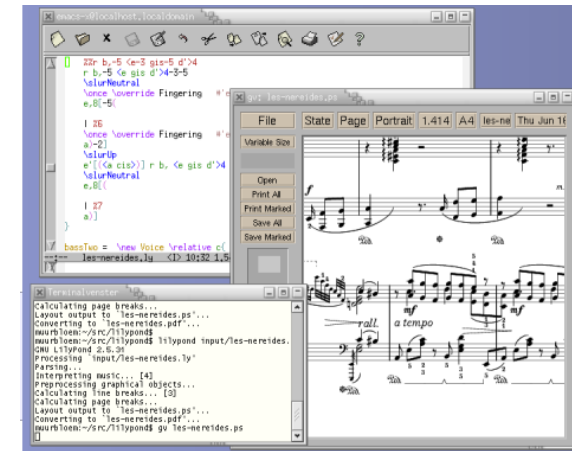 emacs-x@localhost.localdomain
%%r b,-5 <e-3 gis-5 d'>4
r b,-5 <e gis d'>4-3-5
\slurNeutral
\once \override Fingering
e,8[-5(
| %6
\once \override Fingering
a)-2]
\slurUp
e'[(<a cis>)] r b, <e gis d'>4
\slurNeutral
e,8[(
| %7
a)]
}
bassTwo = \new Voice \relative c{
les-nereides.ly
gv: les-nereides.ps
File State Page Portrait 1.414 A4 les-ne Thu Jun 16
Variable Size
Open
Print All
Print Marked
Save All
Save Marked
f
mf
mf
rall. a tempo
Terminalvenster
Calculating page breaks...
Layout output to `les-nereides.ps'...
Converting to `les-nereides.pdf'...
muurbloem:~/src/lilypond$
muurbloem:~/src/lilypond$ lilypond input/les-nereides.
GNU LilyPond 2.5.31
Processing `input/les-nereides.ly'
Parsing...
Interpreting music... [4]
Preprocessing graphical objects...
Calculating line breaks... [3]
Calculating page breaks...
Layout output to `les-nereides.ps'...
Converting to `les-nereides.pdf'...
muurbloem:~/src/lilypond$ gv les-nereides.ps